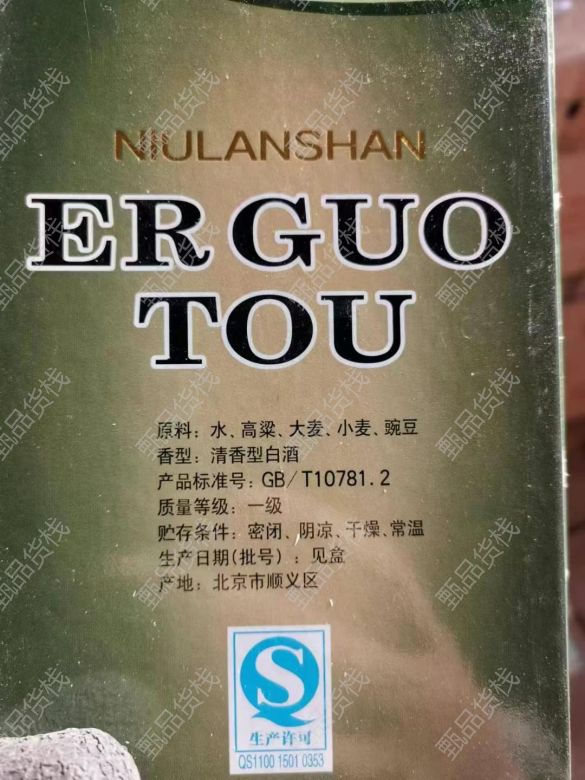 NIULANSHAN
ER GUO
TOU
原料：水、高粱、大麦、小麦、豌豆
香型：清香型白酒
产品标准号：GB/T10781.2
质量等级：一级
贮存条件：密闭、阴凉、干燥、常温
生产日期(批号)：见盒
产地：北京市顺义区
生产许可
QS1100 1501 0353
甄品货栈